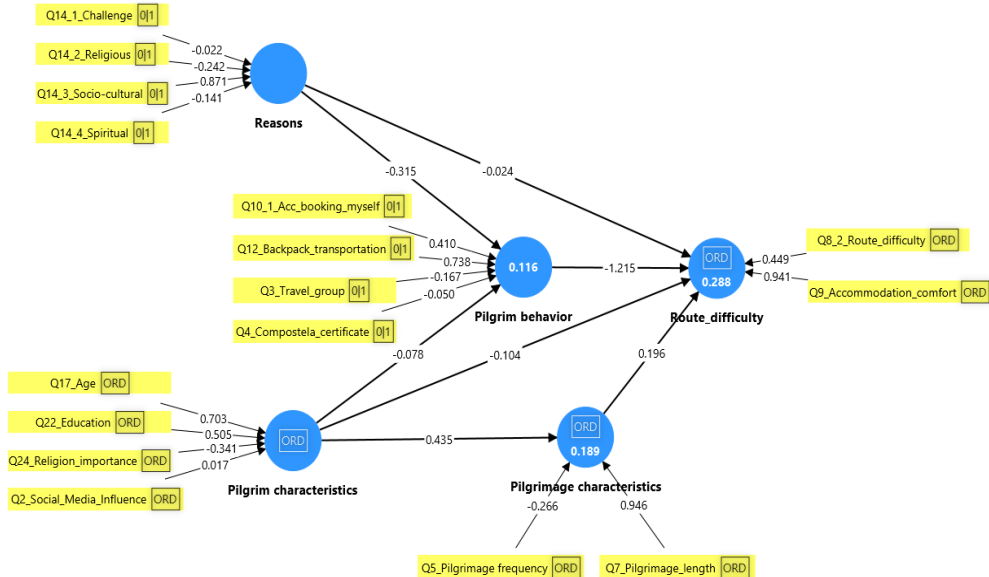 Q14_1_Challenge 0|1
Q14_2_Religious 0|1
Q14_3_Socio-cultural 0|1
Q14_4_Spiritual 0|1
-0.022
-0.242
0.871
-0.141
Reasons
-0.315
-0.024
Q10_1_Acc_booking_myself 0|1
Q12_Backpack_transportation 0|1
Q3_Travel_group 0|1
Q4_Compostela_certificate 0|1
0.410
0.738
-0.167
-0.050
0.116
Pilgrim behavior
-1.215
ORD
0.288
Route_difficulty
Q8_2_Route_difficulty ORD
0.449
0.941
Q9_Accommodation_comfort ORD
-0.078
-0.104
0.196
Q17_Age ORD
Q22_Education ORD
Q24_Religion_importance ORD
Q2_Social_Media_Influence ORD
0.703
0.505
-0.341
0.017
ORD
Pilgrim characteristics
0.435
ORD
0.189
Pilgrimage characteristics
-0.266
0.946
Q5_Pilgrimage frequency ORD
Q7_Pilgrimage_length ORD